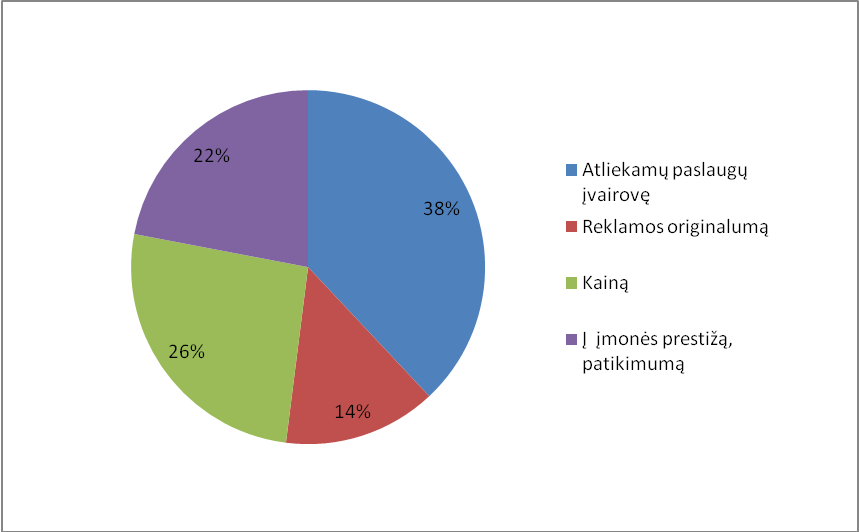 22%
38%
26%
14%
Atliekamų paslaugų
įvairovę
Reklamos originalumą
Kainą
Į įmonės prestižą,
patikimumą